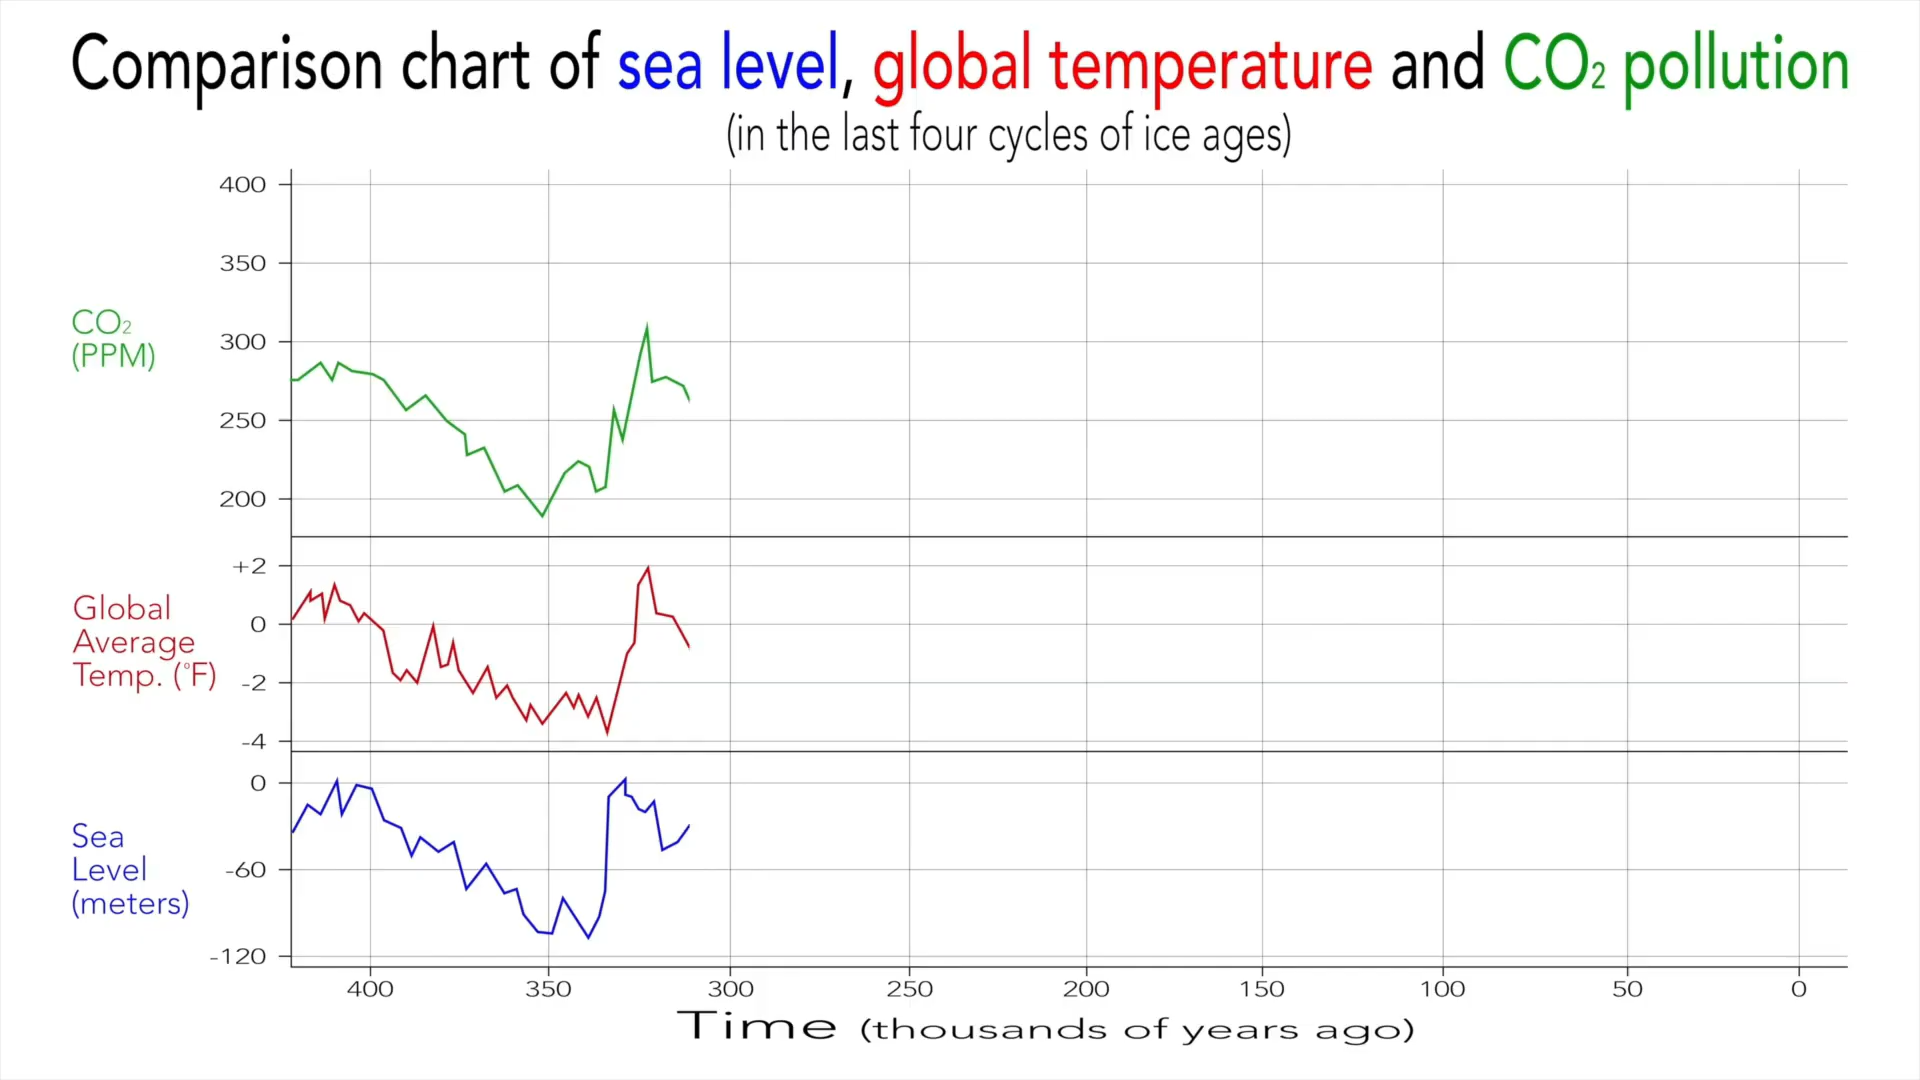 Comparison chart of sea level, global temperature and CO₂ pollution
(in the last four cycles of ice ages)
400
350
300
250
200
CO₂
(PPM)
+2
0
-2
-4
Global
Average
Temp. (°F)
0
-60
-120
Sea
Level
(meters)
400 350 300 250 200 150 100 50 0
Time (thousands of years ago)